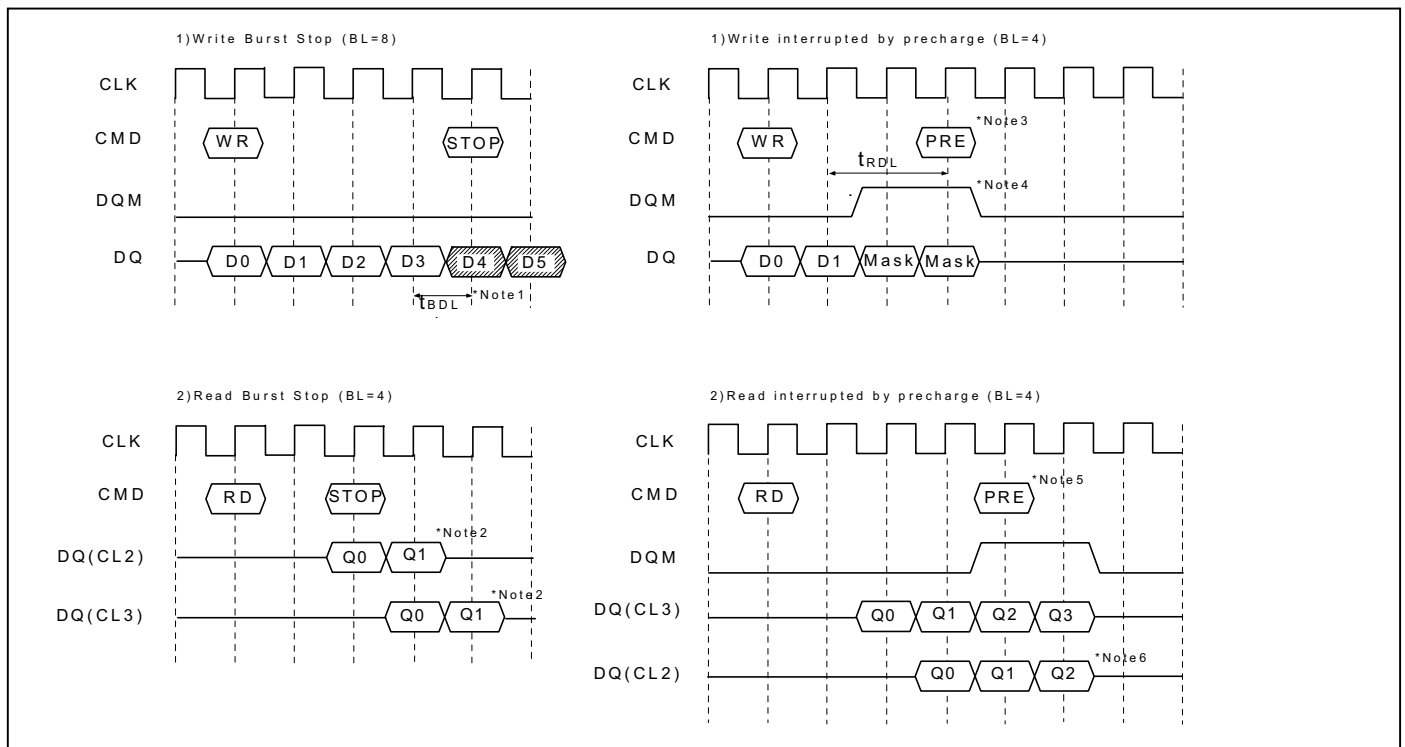 1)Write Burst Stop (BL=8)
CLK
CMD
WR
STOP
DQM
DQ
D0
D1
D2
D3
D4
D5
tBDL
*Note1
1)Write interrupted by precharge (BL=4)
CLK
CMD
WR
PRE
*Note3
tRDL
DQM
*Note4
DQ
D0
D1
Mask
Mask
2)Read Burst Stop (BL=4)
CLK
CMD
RD
STOP
DQ(CL2)
Q0
Q1
*Note2
DQ(CL3)
Q0
Q1
*Note2
2)Read interrupted by precharge (BL=4)
CLK
CMD
RD
PRE
*Note5
DQM
DQ(CL3)
Q0
Q1
Q2
Q3
DQ(CL2)
Q0
Q1
Q2
*Note6